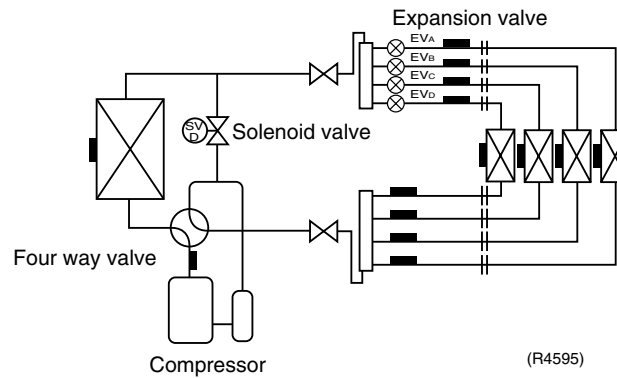 Expansion valve
EVA
EVB
EVC
EVD
SV
D
Solenoid valve
Four way valve
Compressor
(R4595)